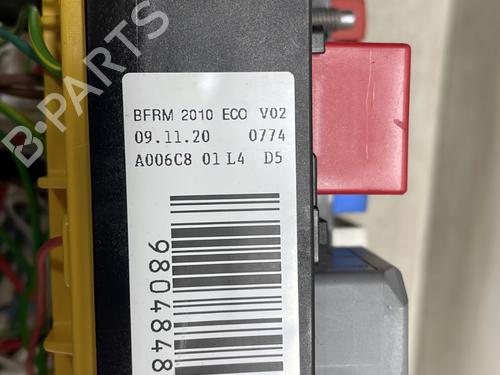 BFRM 2010 ECO V02
09.11.20 0774
A006C8 01 L4 D5
9804848
B-PARTS